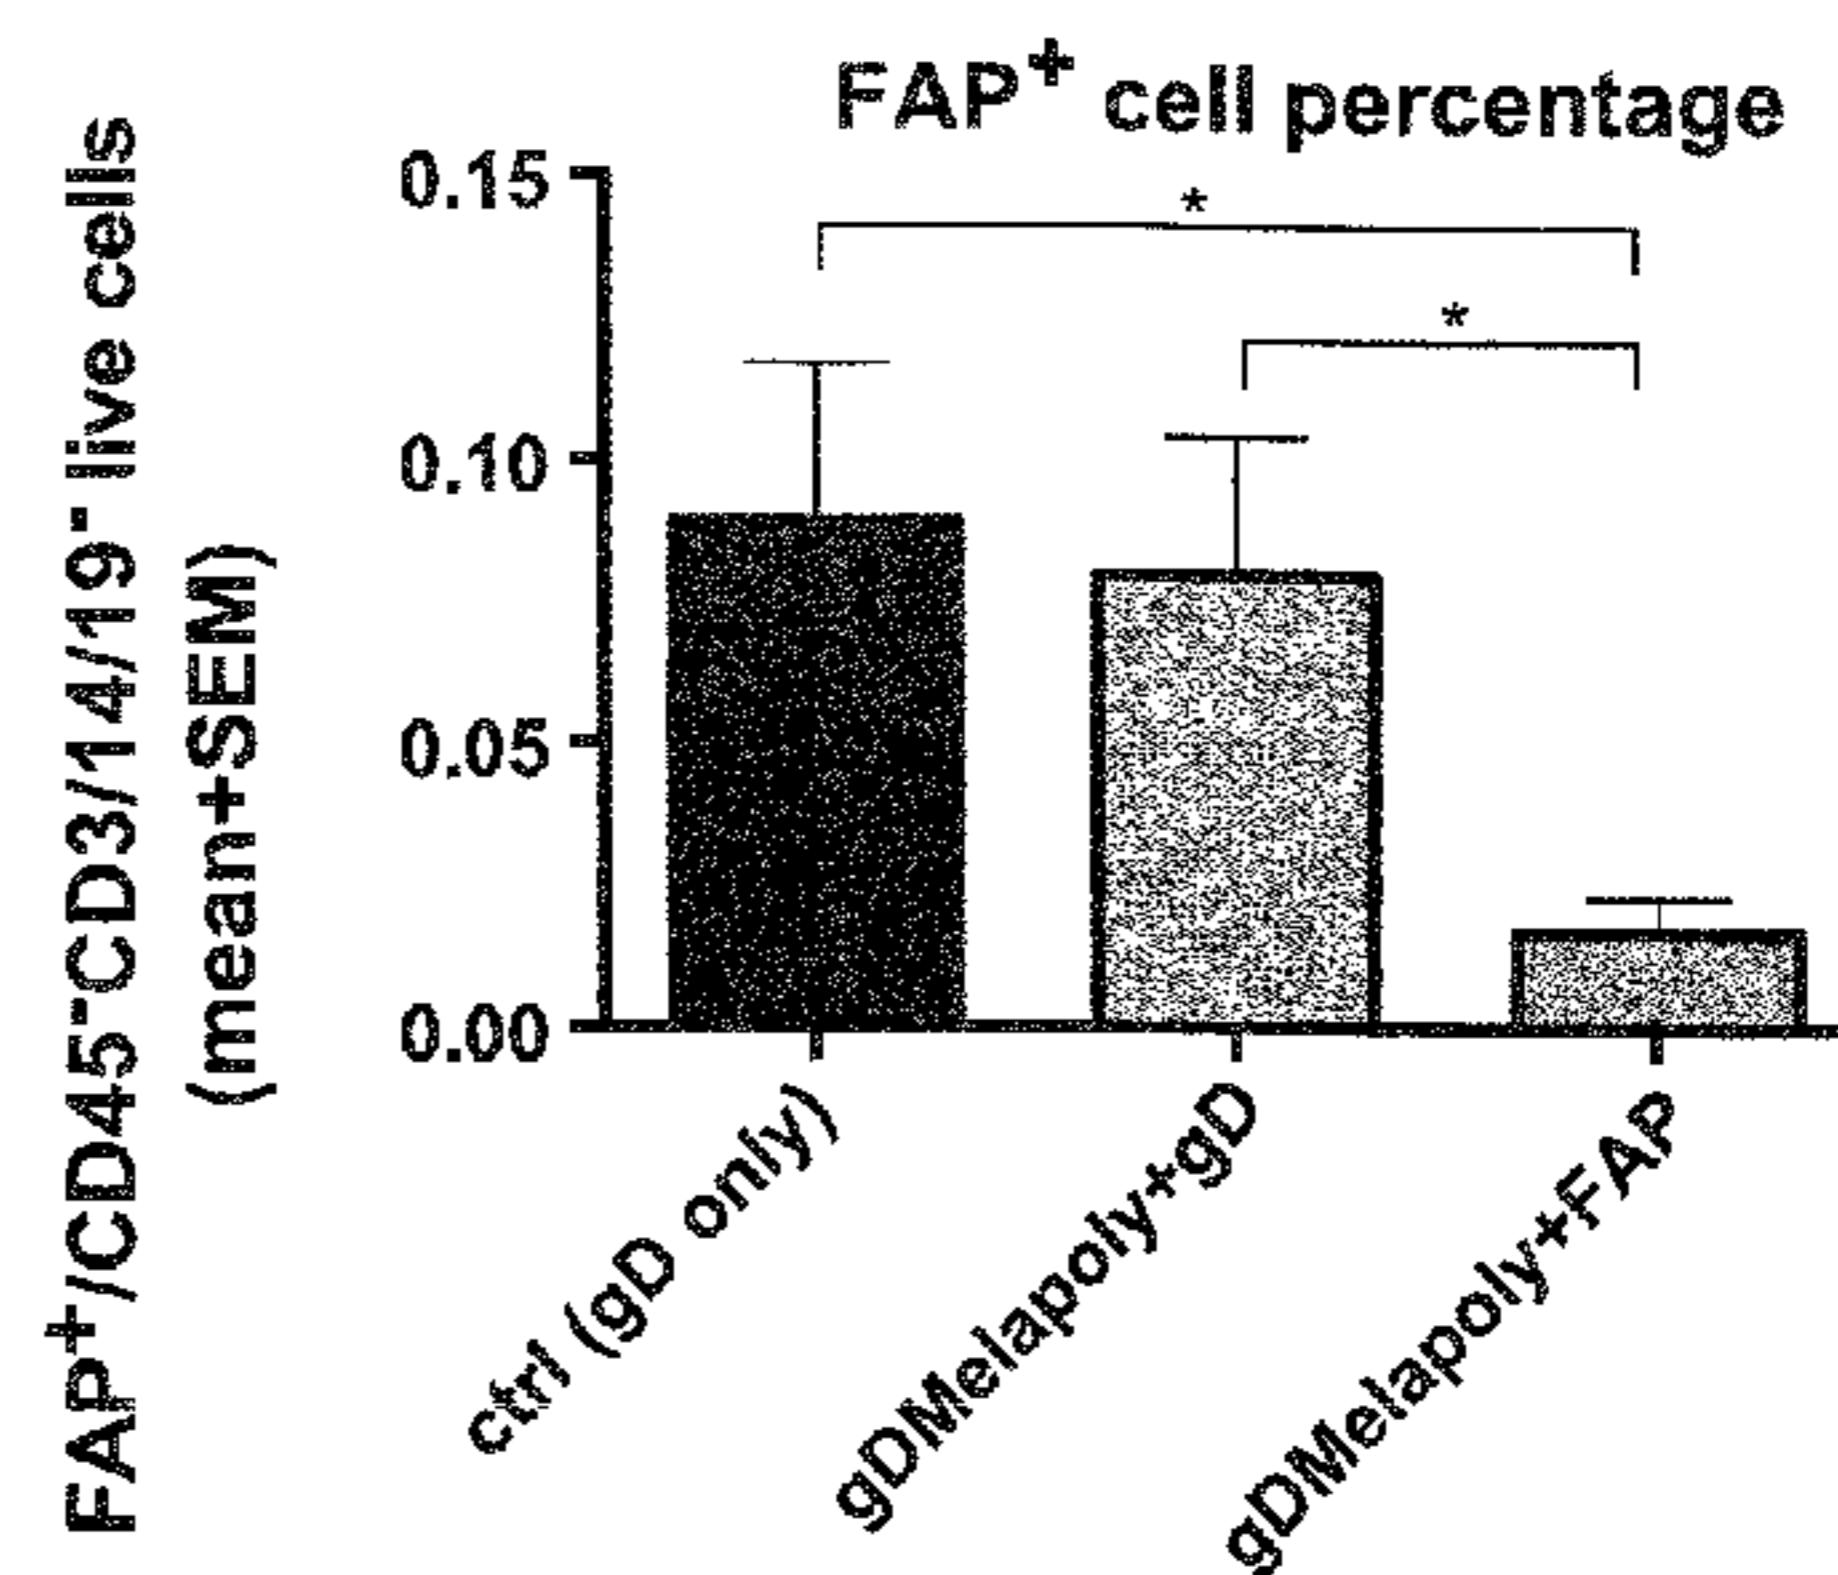 FAP⁺ cell percentage
FAP⁺/CD45⁻CD3/14/19⁻ live cells
(mean+SEM)
0.15
0.10
0.05
0.00
*
*
ctrl (gD only)
gDMelapoly+gD
gDMelapoly+FAP